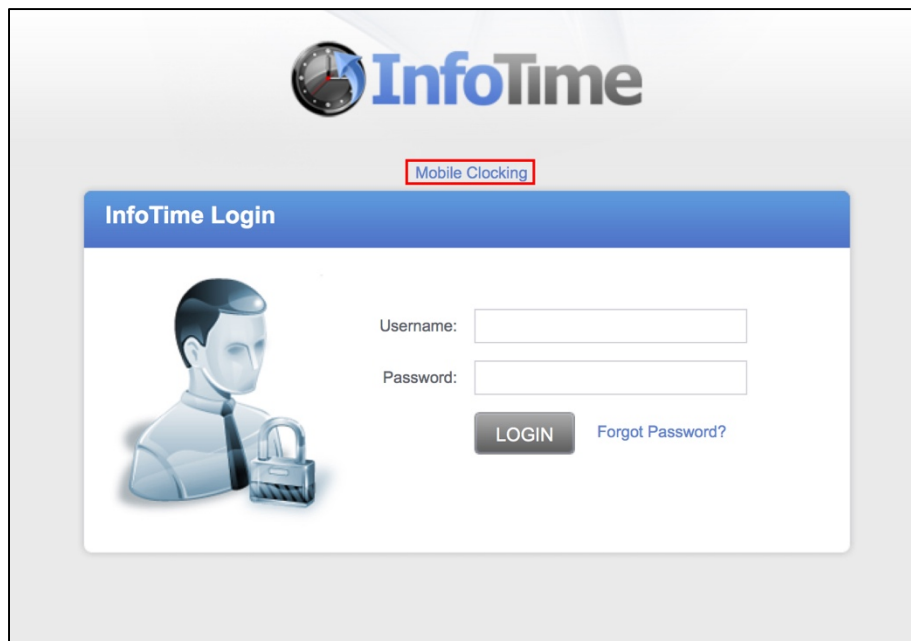 InfoTime
Mobile Clocking
InfoTime Login
Username:
Password:
LOGIN Forgot Password?